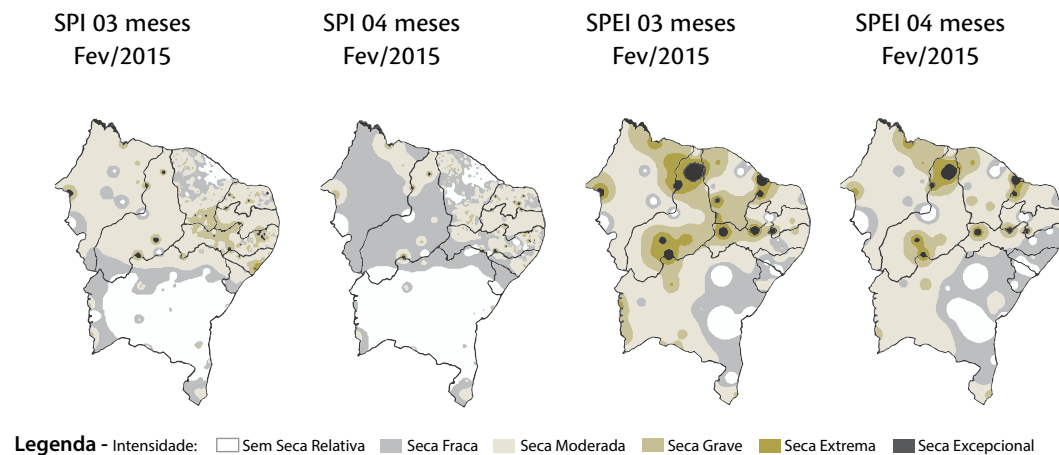 SPI 03 meses
Fev/2015
SPI 04 meses
Fev/2015
SPEI 03 meses
Fev/2015
SPEI 04 meses
Fev/2015
Legenda - Intensidade: Sem Seca Relativa Seca Fraca Seca Moderada Seca Grave Seca Extrema Seca Excepcional